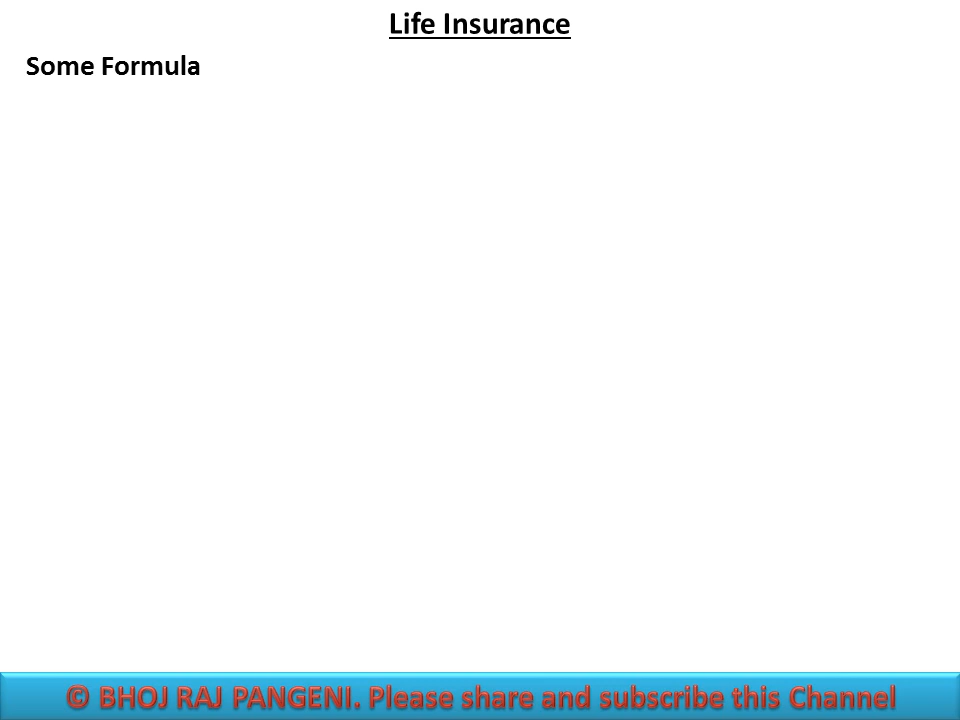 Life Insurance
Some Formula
© BHOJ RAJ PANGENI. Please share and subscribe this Channel